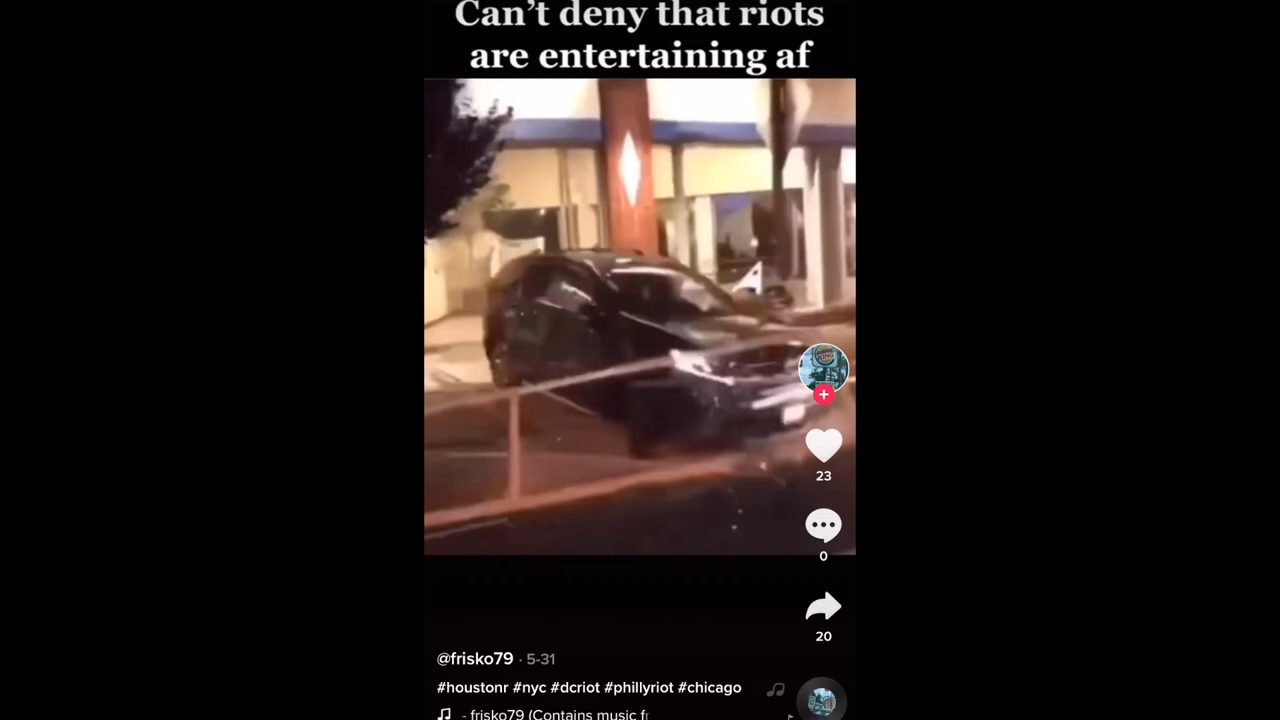 Can't deny that riots
are entertaining af
KING
23
0
20
@frisko79 · 5-31
#houstonr #nyc #dcriot #phillyriot #chicago
- frisko79 (Contains music fr